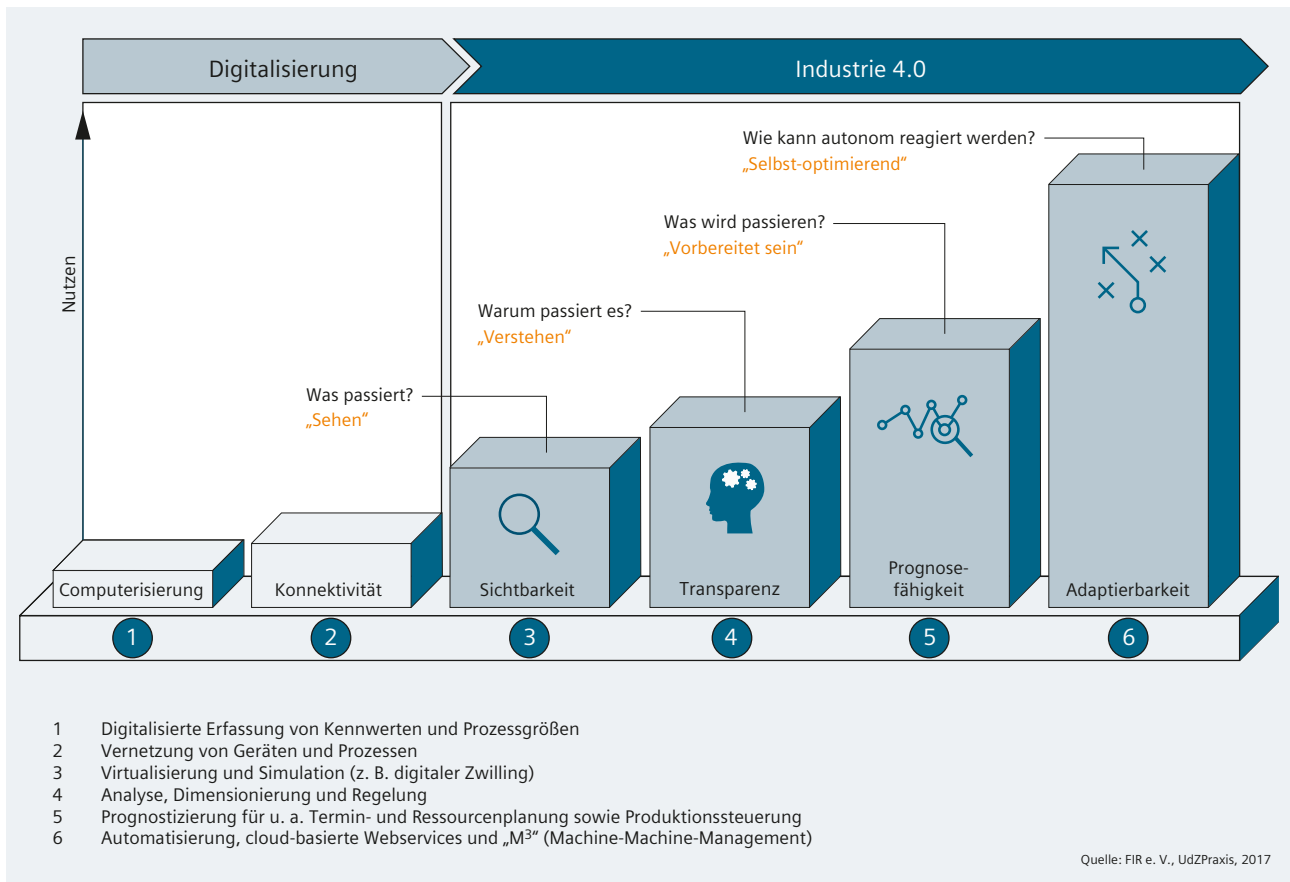 Digitalisierung
Industrie 4.0
Nutzen
Wie kann autonom reagiert werden?
„Selbst-optimierend“
Was wird passieren?
„Vorbereitet sein“
Warum passiert es?
„Verstehen“
Was passiert?
„Sehen“
Computerisierung
Konnektivität
Sichtbarkeit
Transparenz
Prognose-
fähigkeit
Adaptierbarkeit
1
2
3
4
5
6
1 Digitalisierte Erfassung von Kennwerten und Prozessgrößen
2 Vernetzung von Geräten und Prozessen
3 Virtualisierung und Simulation (z. B. digitaler Zwilling)
4 Analyse, Dimensionierung und Regelung
5 Prognostizierung für u. a. Termin- und Ressourcenplanung sowie Produktionssteuerung
6 Automatisierung, cloud-basierte Webservices und „M³“ (Machine-Machine-Management)
Quelle: FIR e. V., UdZPraxis, 2017